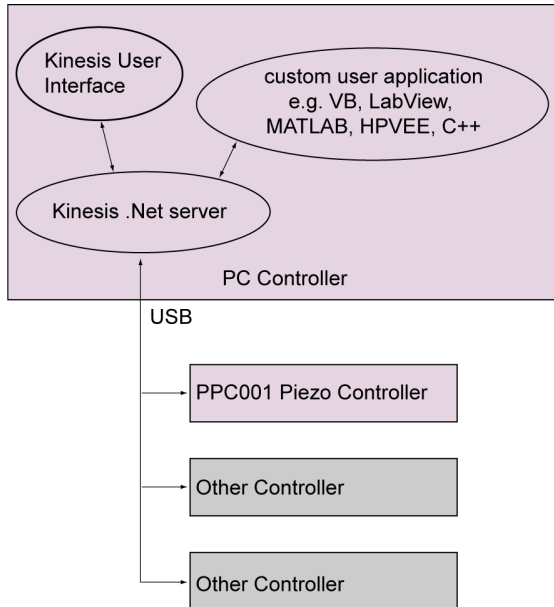 Kinesis User
Interface
custom user application
e.g. VB, LabView,
MATLAB, HPVEE, C++
Kinesis .Net server
PC Controller
USB
PPC001 Piezo Controller
Other Controller
Other Controller